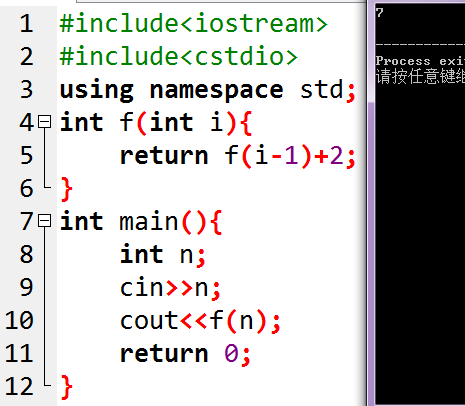 1 #include<iostream>
2 #include<cstdio>
3 using namespace std;
4 int f(int i){
5 return f(i-1)+2;
6 }
7 int main(){
8 int n;
9 cin>>n;
10 cout<<f(n);
11 return 0;
12 }
7
--------------
Process exi
请按任意键继